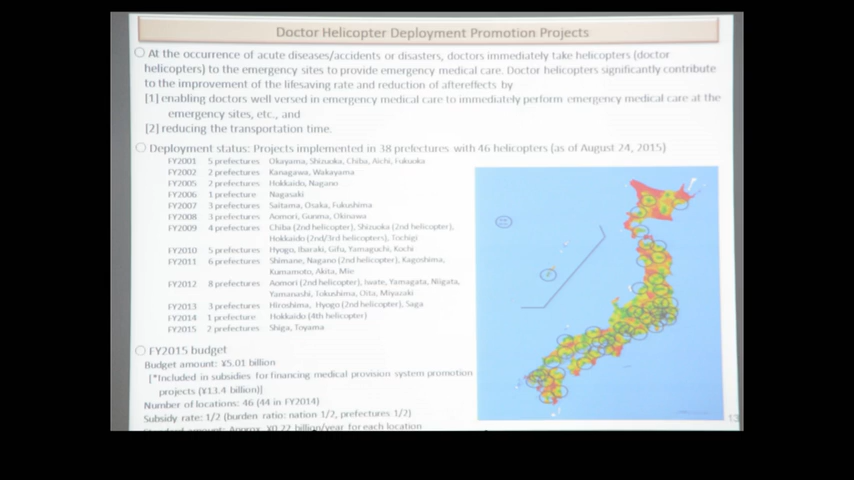 Doctor Helicopter Deployment Promotion Projects
○ At the occurrence of acute diseases/accidents or disasters, doctors immediately take helicopters (doctor
helicopters) to the emergency sites to provide emergency medical care. Doctor helicopters significantly contribute
to the improvement of the lifesaving rate and reduction of aftereffects by
[1] enabling doctors well versed in emergency medical care to immediately perform emergency medical care at the
emergency sites, etc., and
[2] reducing the transportation time.
○ Deployment status: Projects implemented in 38 prefectures with 46 helicopters (as of August 24, 2015)
FY2001 5 prefectures Okayama, Shizuoka, Chiba, Aichi, Fukuoka
FY2002 2 prefectures Kanagawa, Wakayama
FY2005 2 prefectures Hokkaido, Nagano
FY2006 1 prefecture Nagasaki
FY2007 3 prefectures Saitama, Osaka, Fukushima
FY2008 3 prefectures Aomori, Gunma, Okinawa
FY2009 4 prefectures Chiba (2nd helicopter), Shizuoka (2nd helicopter),
Hokkaido (2nd/3rd helicopters), Tochigi
FY2010 5 prefectures Hyogo, Ibaraki, Gifu, Yamaguchi, Kochi
FY2011 6 prefectures Shimane, Nagano (2nd helicopter), Kagoshima,
Kumamoto, Akita, Mie
FY2012 8 prefectures Aomori (2nd helicopter), Iwate, Yamagata, Niigata,
Yamanashi, Tokushima, Oita, Miyazaki
FY2013 3 prefectures Hiroshima, Hyogo (2nd helicopter), Saga
FY2014 1 prefecture Hokkaido (4th helicopter)
FY2015 2 prefectures Shiga, Toyama
○ FY2015 budget
Budget amount: ¥5.01 billion
[*Included in subsidies for financing medical provision system promotion
projects (¥13.4 billion)]
Number of locations: 46 (44 in FY2014)
Subsidy rate: 1/2 (burden ratio: nation 1/2, prefectures 1/2)
Standard amount: Approx. ¥0.22 billion/year for each location
13